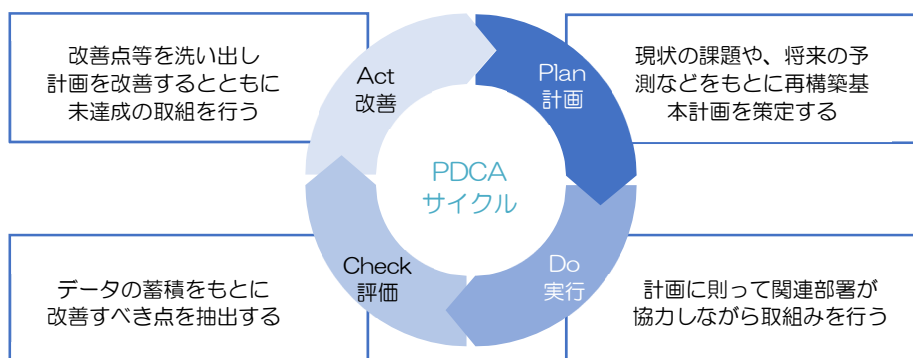 改善点等を洗い出し
計画を改善するとともに
未達成の取組を行う
Act
改善
Plan
計画
現状の課題や、将来の予
測などをもとに再構築基
本計画を策定する
PDCA
サイクル
データの蓄積をもとに
改善すべき点を抽出する
Check
評価
Do
実行
計画に則って関連部署が
協力しながら取組みを行う